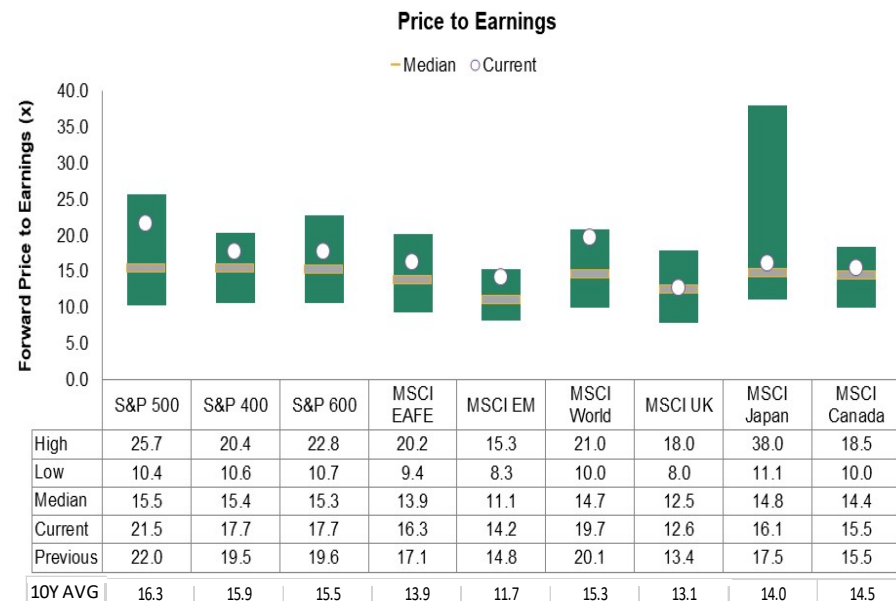 Price to Earnings
Median Current
Forward Price to Earnings (x)
40.0
35.0
30.0
25.0
20.0
15.0
10.0
5.0
0.0
S&P 500 S&P 400 S&P 600 MSCI EAFE MSCI EM MSCI World MSCI UK MSCI Japan MSCI Canada
High 25.7 20.4 22.8 20.2 15.3 21.0 18.0 38.0 18.5
Low 10.4 10.6 10.7 9.4 8.3 10.0 8.0 11.1 10.0
Median 15.5 15.4 15.3 13.9 11.1 14.7 12.5 14.8 14.4
Current 21.5 17.7 17.7 16.3 14.2 19.7 12.6 16.1 15.5
Previous 22.0 19.5 19.6 17.1 14.8 20.1 13.4 17.5 15.5
10Y AVG 16.3 15.9 15.5 13.9 11.7 15.3 13.1 14.0 14.5